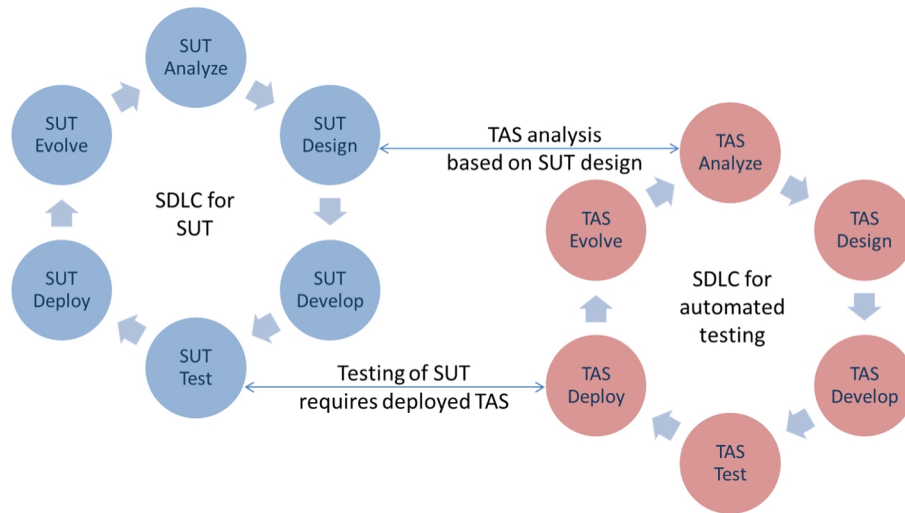 SUT
Analyze
SUT
Design
SUT
Develop
SUT
Test
SUT
Deploy
SUT
Evolve
SDLC for
SUT
TAS analysis
based on SUT design
Testing of SUT
requires deployed TAS
TAS
Analyze
TAS
Design
TAS
Develop
TAS
Test
TAS
Deploy
TAS
Evolve
SDLC for
automated
testing